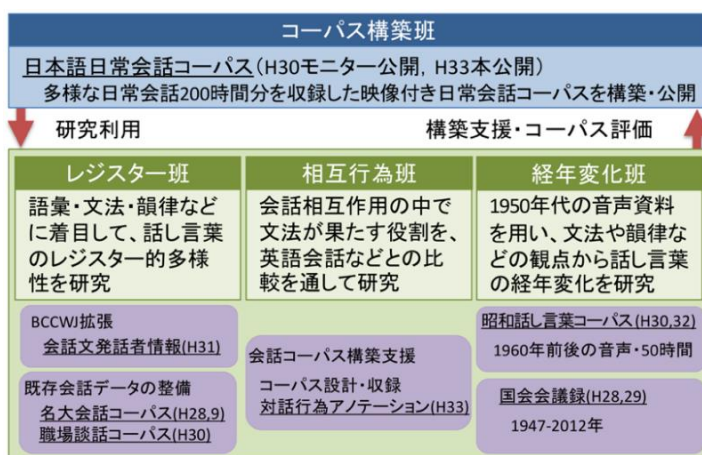 コーパス構築班
日本語日常会話コーパス(H30モニター公開, H33本公開)
多様な日常会話200時間分を収録した映像付き日常会話コーパスを構築・公開
研究利用
構築支援・コーパス評価
レジスター班
語彙・文法・韻律など
に着目して、話し言葉
のレジスター的多様
性を研究
BCCWJ拡張
会話文発話者情報(H31)
既存会話データの整備
名大会話コーパス(H28,9)
職場談話コーパス(H30)
相互行為班
会話相互作用の中で
文法が果たす役割を、
英語会話などとの比
較を通して研究
会話コーパス構築支援
コーパス設計・収録
対話行為アノテーション(H33)
経年変化班
1950年代の音声資料
を用い、文法や韻律な
どの観点から話し言葉
の経年変化を研究
昭和話し言葉コーパス(H30,32)
1960年前後の音声・50時間
国会会議録(H28,29)
1947-2012年